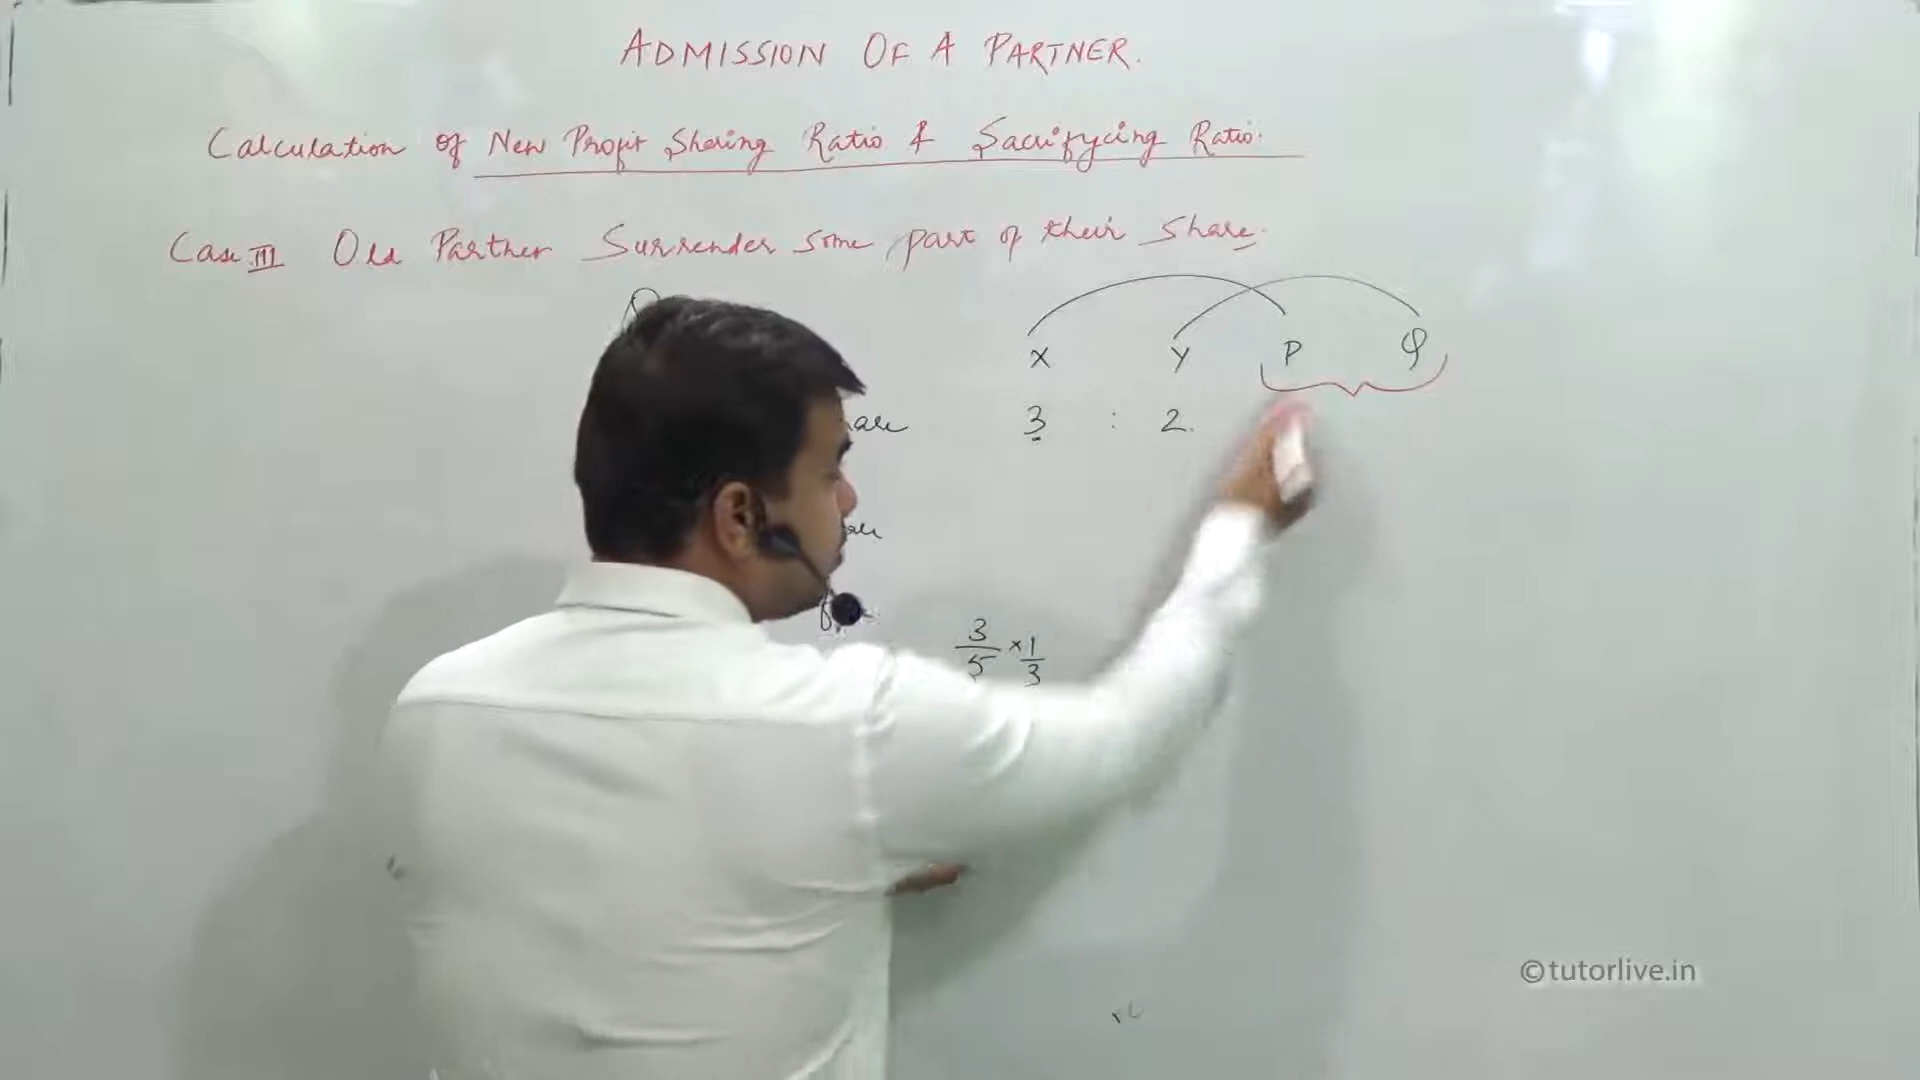 ADMISSION OF A PARTNER.
Calculation of New Profit Sharing Ratio & Sacrifycing Ratio.
Case III Old Partner Surrender some part of their Share.
X Y P Q
3 : 2.
3/5 × 1/3
©tutorlive.in